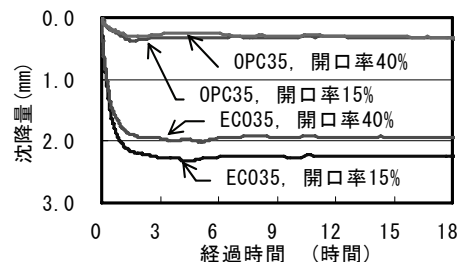 0.0
1.0
2.0
3.0
沈降量(mm)
OPC35, 開口率40%
OPC35, 開口率15%
ECO35, 開口率40%
ECO35, 開口率15%
0 3 6 9 12 15 18
経過時間 (時間)